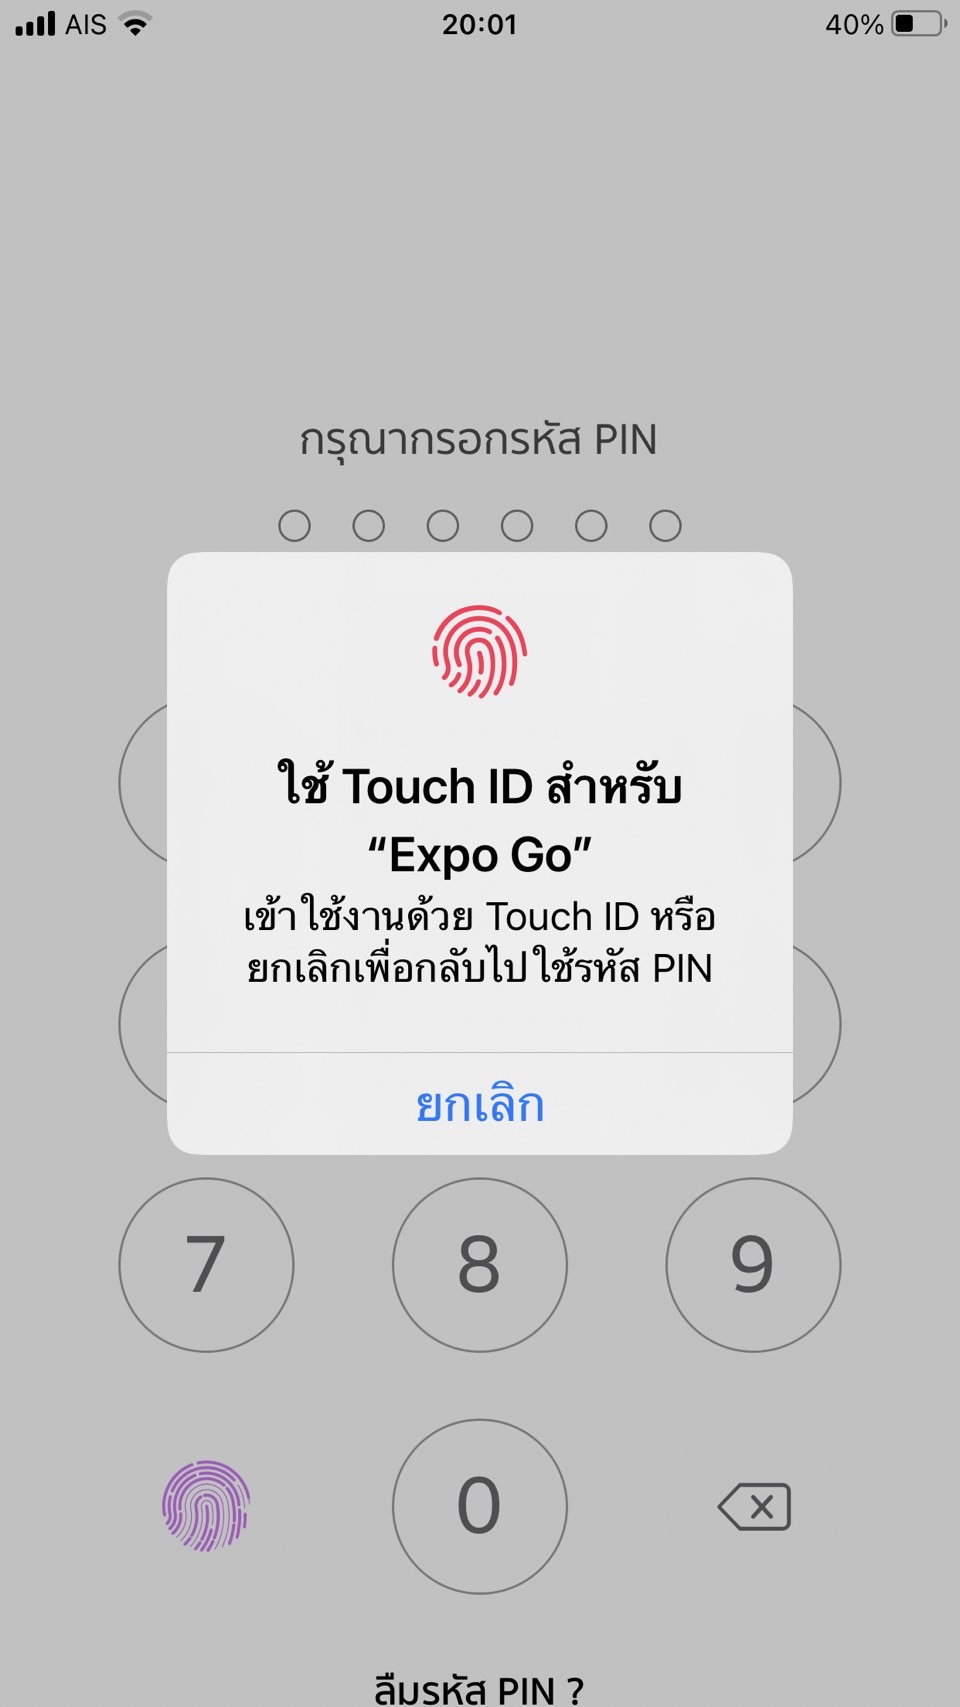 AIS 20:01 40%
กรุณากรอกรหัส PIN
ใช้ Touch ID สำหรับ
“Expo Go”
เข้าใช้งานด้วย Touch ID หรือ
ยกเลิกเพื่อกลับไปใช้รหัส PIN
ยกเลิก
7 8 9
0
ลืมรหัส PIN ?